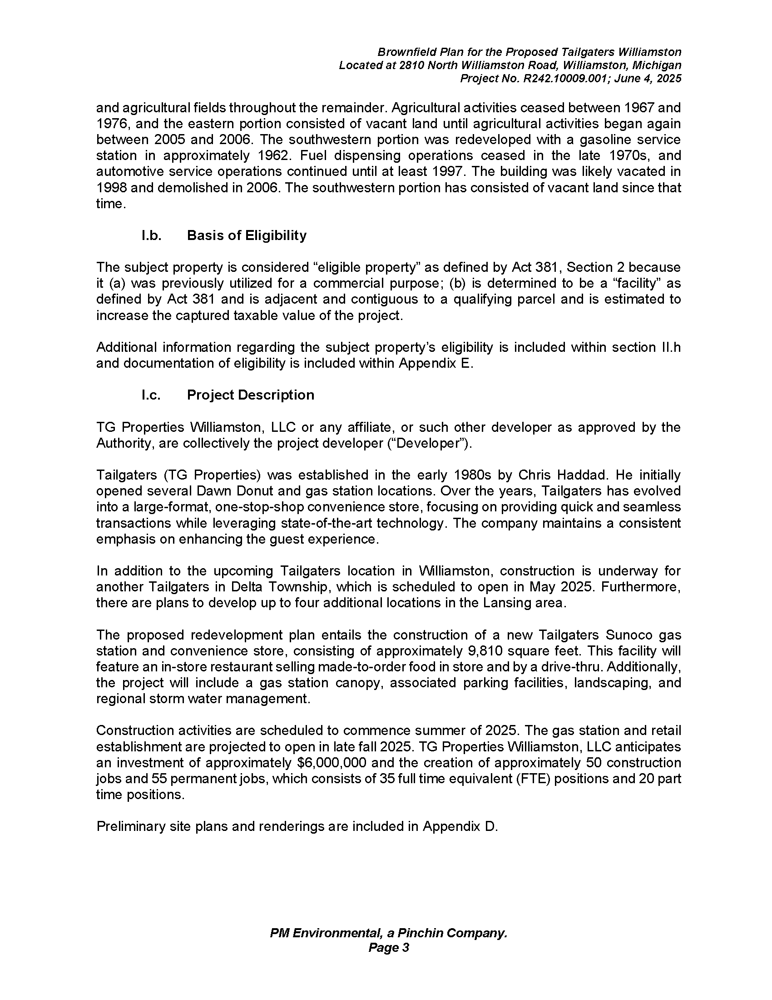 Brownfield Plan for the Proposed Tailgaters Williamston
Located at 2810 North Williamston Road, Williamston, Michigan
Project No. R242.10009.001; June 4, 2025
and agricultural fields throughout the remainder. Agricultural activities ceased between 1967 and
1976, and the eastern portion consisted of vacant land until agricultural activities began again
between 2005 and 2006. The southwestern portion was redeveloped with a gasoline service
station in approximately 1962. Fuel dispensing operations ceased in the late 1970s, and
automotive service operations continued until at least 1997. The building was likely vacated in
1998 and demolished in 2006. The southwestern portion has consisted of vacant land since that
time.
I.b. Basis of Eligibility
The subject property is considered “eligible property” as defined by Act 381, Section 2 because
it (a) was previously utilized for a commercial purpose; (b) is determined to be a “facility” as
defined by Act 381 and is adjacent and contiguous to a qualifying parcel and is estimated to
increase the captured taxable value of the project.
Additional information regarding the subject property’s eligibility is included within section II.h
and documentation of eligibility is included within Appendix E.
I.c. Project Description
TG Properties Williamston, LLC or any affiliate, or such other developer as approved by the
Authority, are collectively the project developer (“Developer”).
Tailgaters (TG Properties) was established in the early 1980s by Chris Haddad. He initially
opened several Dawn Donut and gas station locations. Over the years, Tailgaters has evolved
into a large-format, one-stop-shop convenience store, focusing on providing quick and seamless
transactions while leveraging state-of-the-art technology. The company maintains a consistent
emphasis on enhancing the guest experience.
In addition to the upcoming Tailgaters location in Williamston, construction is underway for
another Tailgaters in Delta Township, which is scheduled to open in May 2025. Furthermore,
there are plans to develop up to four additional locations in the Lansing area.
The proposed redevelopment plan entails the construction of a new Tailgaters Sunoco gas
station and convenience store, consisting of approximately 9,810 square feet. This facility will
feature an in-store restaurant selling made-to-order food in store and by a drive-thru. Additionally,
the project will include a gas station canopy, associated parking facilities, landscaping, and
regional storm water management.
Construction activities are scheduled to commence summer of 2025. The gas station and retail
establishment are projected to open in late fall 2025. TG Properties Williamston, LLC anticipates
an investment of approximately $6,000,000 and the creation of approximately 50 construction
jobs and 55 permanent jobs, which consists of 35 full time equivalent (FTE) positions and 20 part
time positions.
Preliminary site plans and renderings are included in Appendix D.
PM Environmental, a Pinchin Company.
Page 3